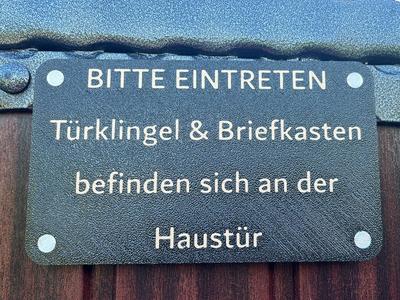 BITTE EINTRETEN
Türklingel & Briefkasten
befinden sich an der
Haustür